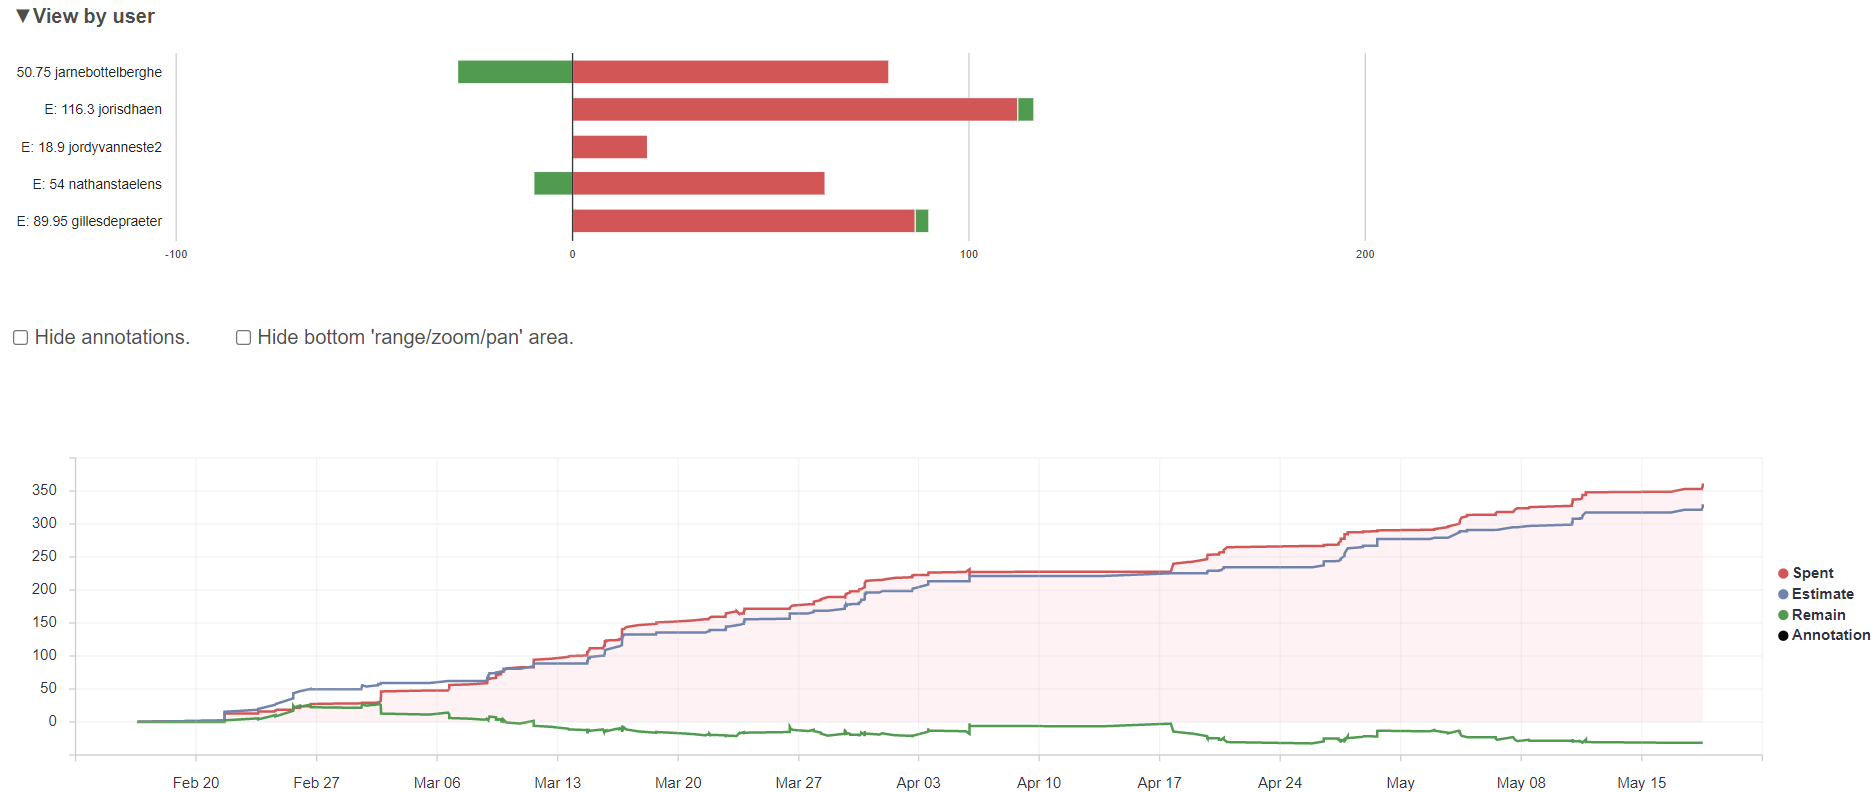 ▼View by user
50.75 jarnebottelberghe
E: 116.3 jorisdhaen
E: 18.9 jordyvanneste2
E: 54 nathanstaelens
E: 89.95 gillesdepraeter
-100 0 100 200
Hide annotations. Hide bottom 'range/zoom/pan' area.
350
300
250
200
150
100
50
0
Spent
Estimate
Remain
Annotation
Feb 20 Feb 27 Mar 06 Mar 13 Mar 20 Mar 27 Apr 03 Apr 10 Apr 17 Apr 24 May May 08 May 15